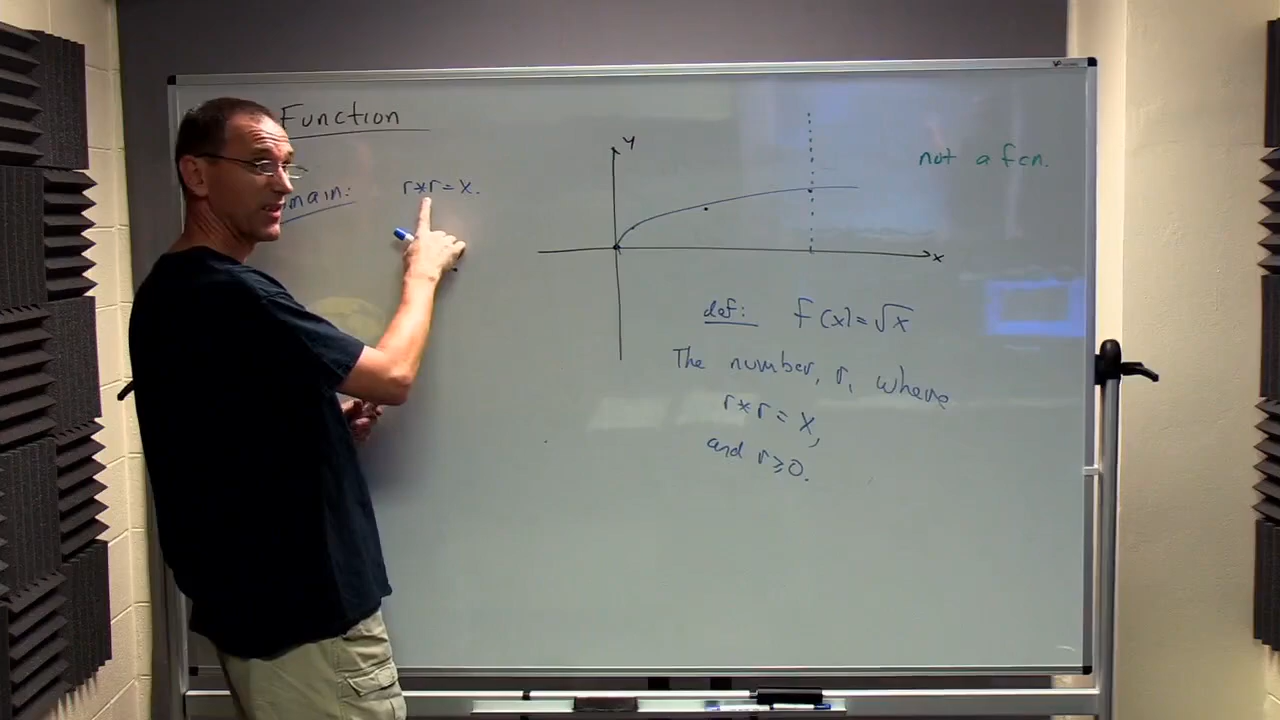 Function
main:
r*r=x.
y
not a fcn.
x
def: f(x)=√x
The number, r, where
r*r = x,
and r≥0.